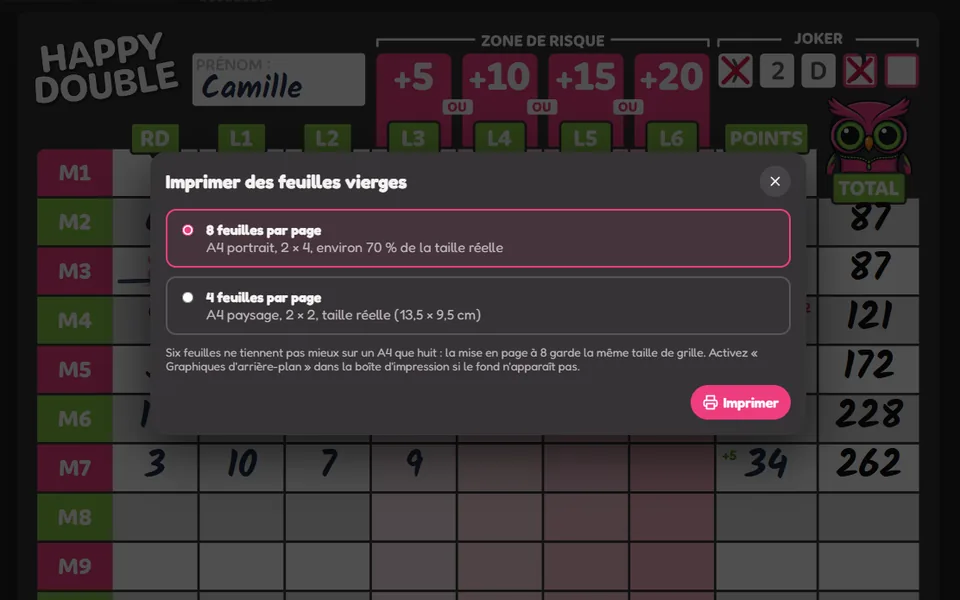 HAPPY
DOUBLE
PRÉNOM :
Camille
ZONE DE RISQUE
JOKER
+5
+10
+15
+20
OU
OU
OU
X
2
D
X
RD
L1
L2
L3
L4
L5
L6
POINTS
TOTAL
M1
Imprimer des feuilles vierges
8 feuilles par page
A4 portrait, 2 × 4, environ 70 % de la taille réelle
4 feuilles par page
A4 paysage, 2 × 2, taille réelle (13,5 × 9,5 cm)
Six feuilles ne tiennent pas mieux sur un A4 que huit : la mise en page à 8 garde la même taille de grille. Activez «
Graphiques d'arrière-plan » dans la boîte d'impression si le fond n'apparaît pas.
Imprimer
M2
87
M3
87
M4
121
M5
172
M6
228
M7
3
10
7
9
+5
34
262
M8
M9